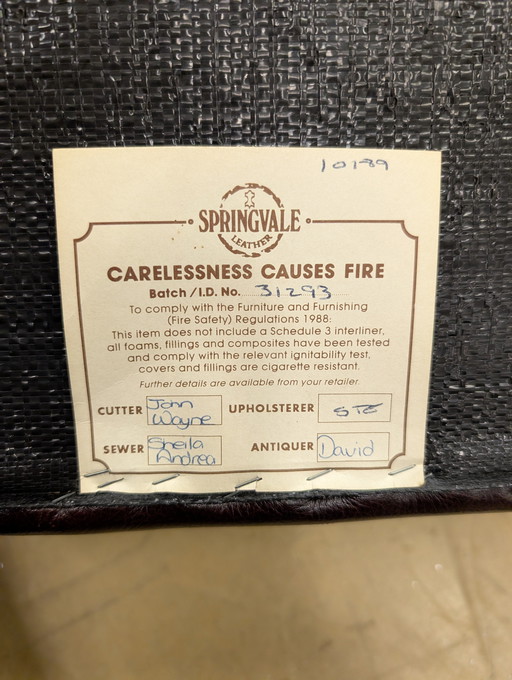 10189
SPRINGVALE
LEATHER
CARELESSNESS CAUSES FIRE
Batch / I.D. No. 31293
To comply with the Furniture and Furnishing
(Fire Safety) Regulations 1988:
This item does not include a Schedule 3 interliner,
all foams, fillings and composites have been tested
and comply with the relevant ignitability test,
covers and fillings are cigarette resistant.
Further details are available from your retailer.
CUTTER John Wayne
UPHOLSTERER STE
SEWER Sheila Andrea
ANTIQUER David